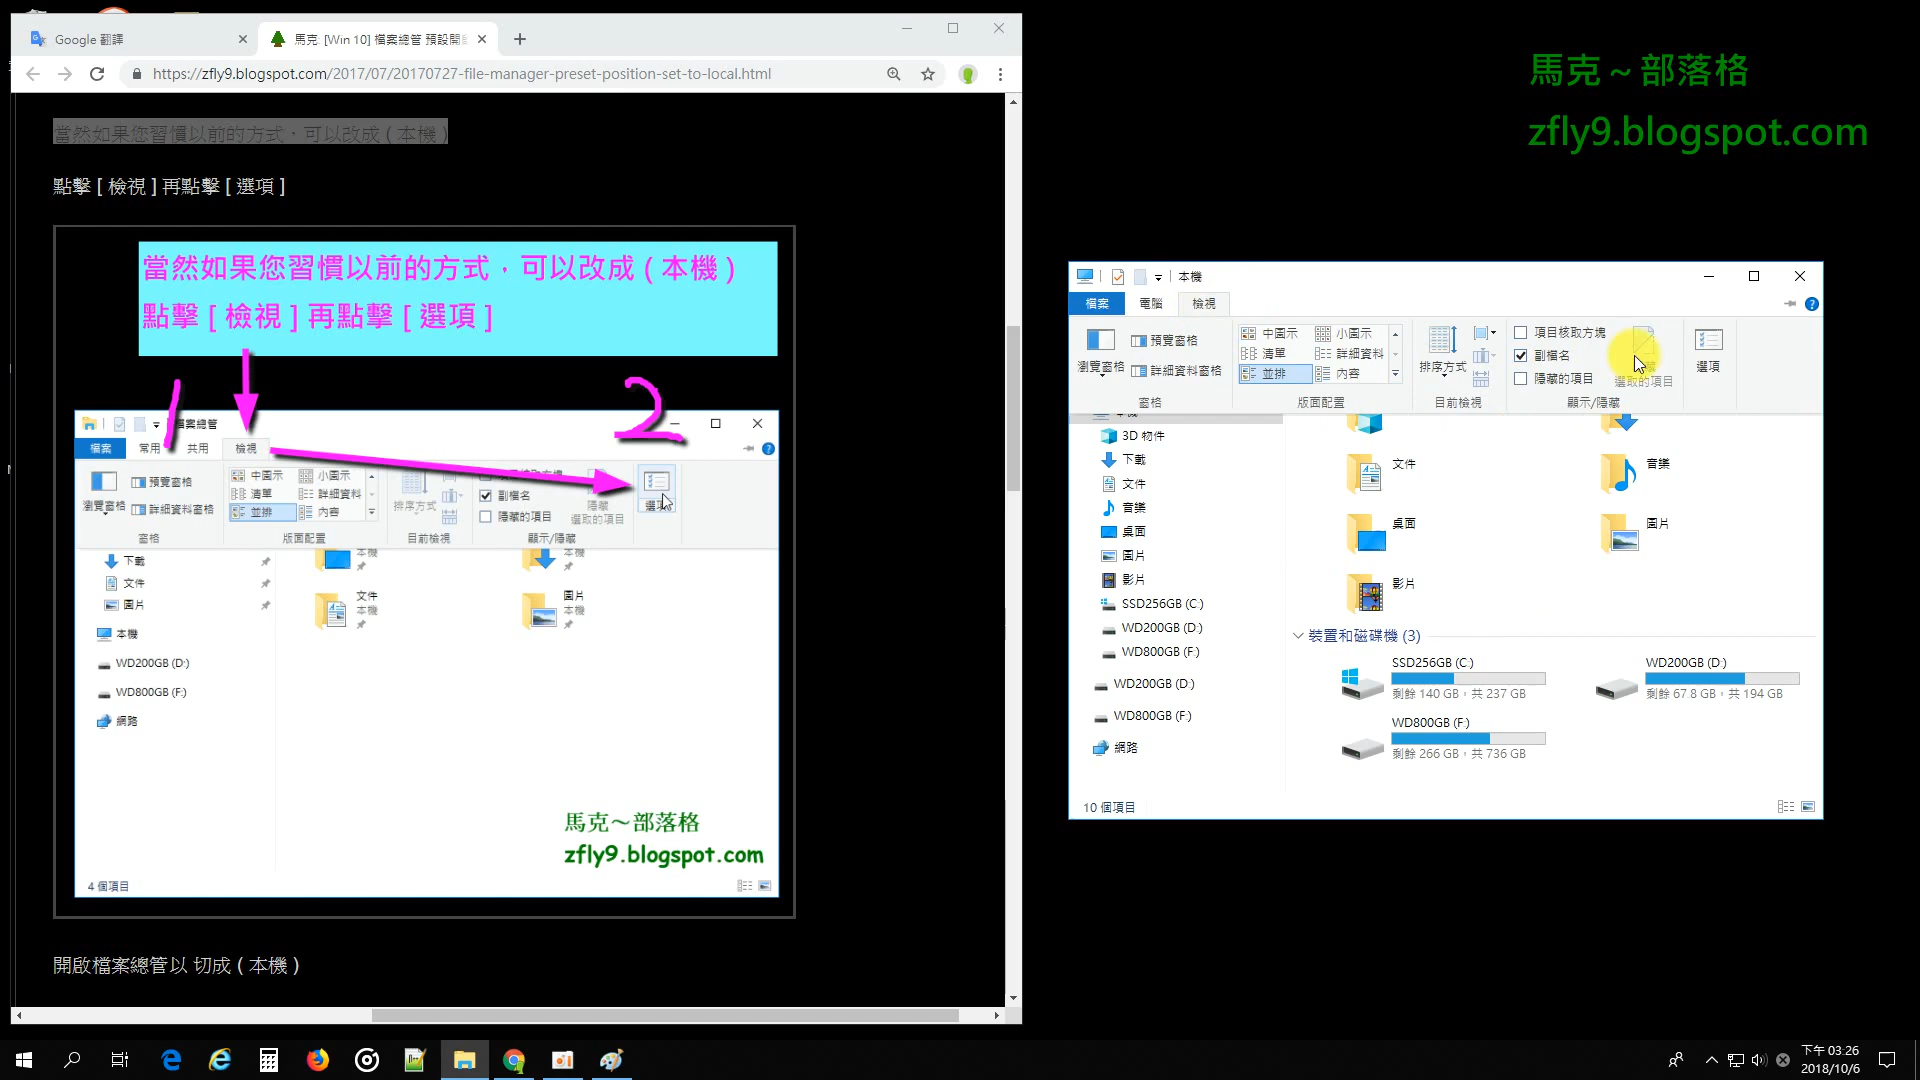 Google 翻譯
馬克. [Win 10] 檔案總管 預設開
https://zfly9.blogspot.com/2017/07/20170727-file-manager-preset-position-set-to-local.html
當然如果您習慣以前的方式，可以改成 ( 本機 )
點擊 [ 檢視 ] 再點擊 [ 選項 ]
當然如果您習慣以前的方式，可以改成 ( 本機 )
點擊 [ 檢視 ] 再點擊 [ 選項 ]
1
2
檔案總管
檔案 常用 共用 檢視
瀏覽窗格 預覽窗格 詳細資料窗格
中圖示 小圖示
清單 詳細資料
並排 內容
排序方式
副檔名
隱藏的項目
隱藏
選取的項目
選項
窗格 版面配置 目前檢視 顯示/隱藏
下載
文件
圖片
本機
WD200GB (D:)
WD800GB (F:)
網路
本機
本機
文件
本機
圖片
本機
馬克～部落格
zfly9.blogspot.com
4 個項目
開啟檔案總管以 切成 ( 本機 )
馬克～部落格
zfly9.blogspot.com
本機
檔案 電腦 檢視
瀏覽窗格 預覽窗格 詳細資料窗格
中圖示 小圖示
清單 詳細資料
並排 內容
排序方式
項目核取方塊
副檔名
隱藏的項目
選取的項目
選項
窗格 版面配置 目前檢視 顯示/隱藏
3D 物件
下載
文件
音樂
桌面
圖片
影片
SSD256GB (C:)
WD200GB (D:)
WD800GB (F:)
WD200GB (D:)
WD800GB (F:)
網路
文件
音樂
桌面
圖片
影片
裝置和磁碟機 (3)
SSD256GB (C:)
剩餘 140 GB，共 237 GB
WD200GB (D:)
剩餘 67.8 GB，共 194 GB
WD800GB (F:)
剩餘 266 GB，共 736 GB
10 個項目
下午 03:26
2018/10/6